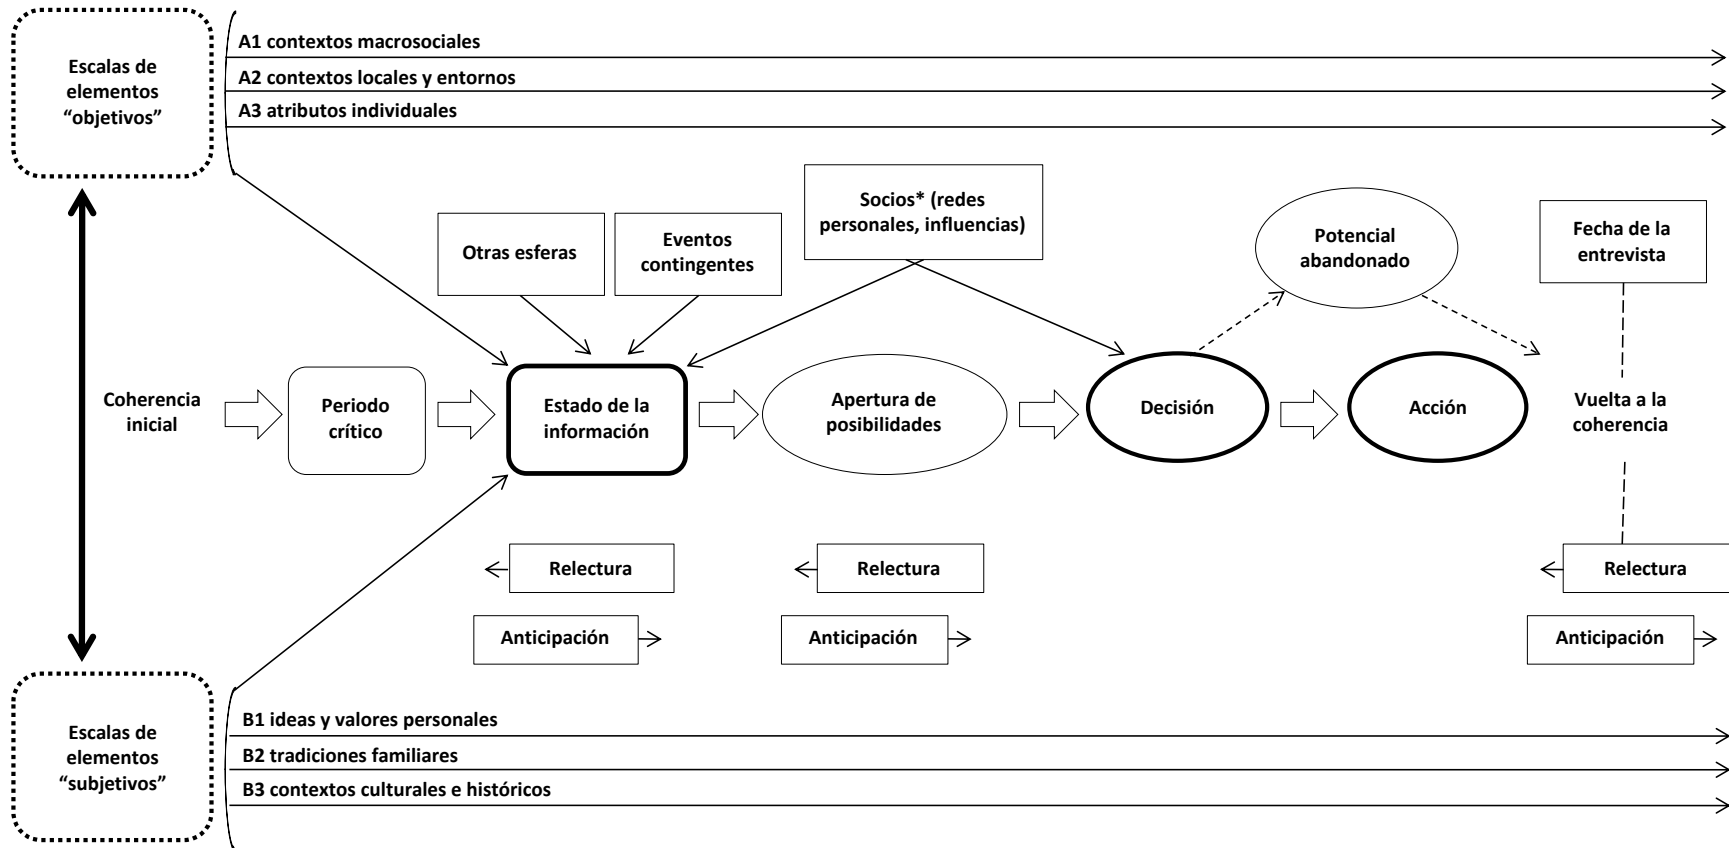 Escalas de
elementos
“objetivos”
A1 contextos macrosociales
A2 contextos locales y entornos
A3 atributos individuales
Otras esferas
Eventos
contingentes
Socios* (redes
personales, influencias)
Potencial
abandonado
Fecha de la
entrevista
Coherencia
inicial
Periodo
crítico
Estado de la
información
Apertura de
posibilidades
Decisión
Acción
Vuelta a la
coherencia
Relectura
Relectura
Relectura
Anticipación
Anticipación
Anticipación
Escalas de
elementos
“subjetivos”
B1 ideas y valores personales
B2 tradiciones familiares
B3 contextos culturales e históricos